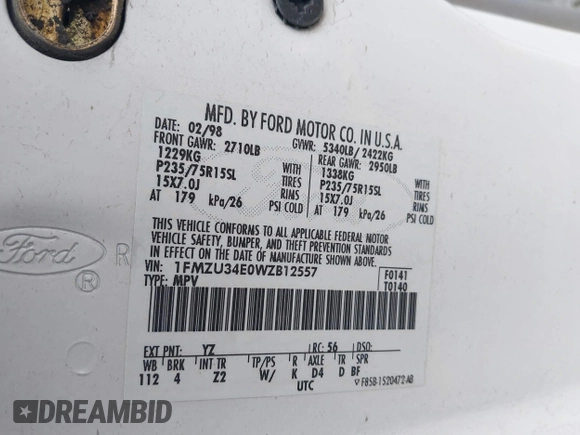 MFD. BY FORD MOTOR CO. IN U.S.A.
DATE: 02/98 GVWR: 5340LB/2422KG
FRONT GAWR: 2710LB REAR GAWR: 2950LB
1229KG WITH 1338KG WITH
P235/75R15SL TIRES P235/75R15SL TIRES
15X7.0J RIMS 15X7.0J RIMS
AT 179 kPa/26 PSI COLD AT 179 kPa/26 PSI COLD
THIS VEHICLE CONFORMS TO ALL APPLICABLE FEDERAL MOTOR
VEHICLE SAFETY, BUMPER, AND THEFT PREVENTION STANDARDS
IN EFFECT ON THE DATE OF MANUFACTURE SHOWN ABOVE.
VIN: 1FMZU34E0WZB12557 F0141
TYPE: MPV T0140
Ford R
EXT PNT: YZ RC: 56 DSO:
WB BRK INT TR TP/PS R AXLE TR SPR
112 4 Z2 W/ K D4 D BF
UTC F85B-1520472-AB
DREAMBID